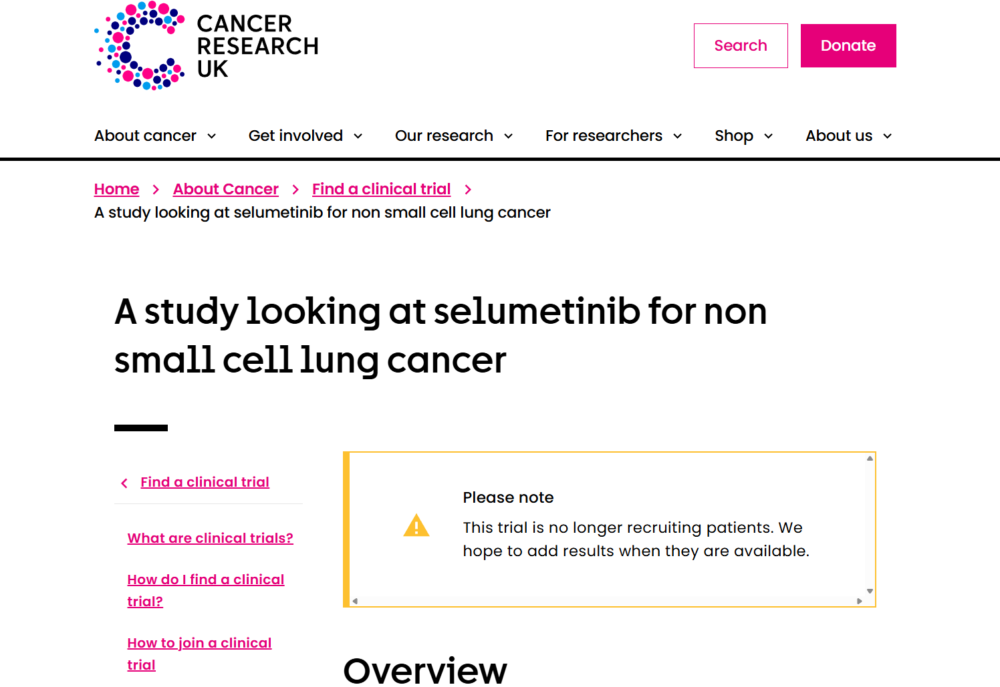 CANCER
RESEARCH
UK
Search
Donate
About cancer
Get involved
Our research
For researchers
Shop
About us
Home
About Cancer
Find a clinical trial
A study looking at selumetinib for non small cell lung cancer
A study looking at selumetinib for non
small cell lung cancer
Find a clinical trial
What are clinical trials?
How do I find a clinical
trial?
How to join a clinical
trial
Please note
This trial is no longer recruiting patients. We
hope to add results when they are available.
Overview